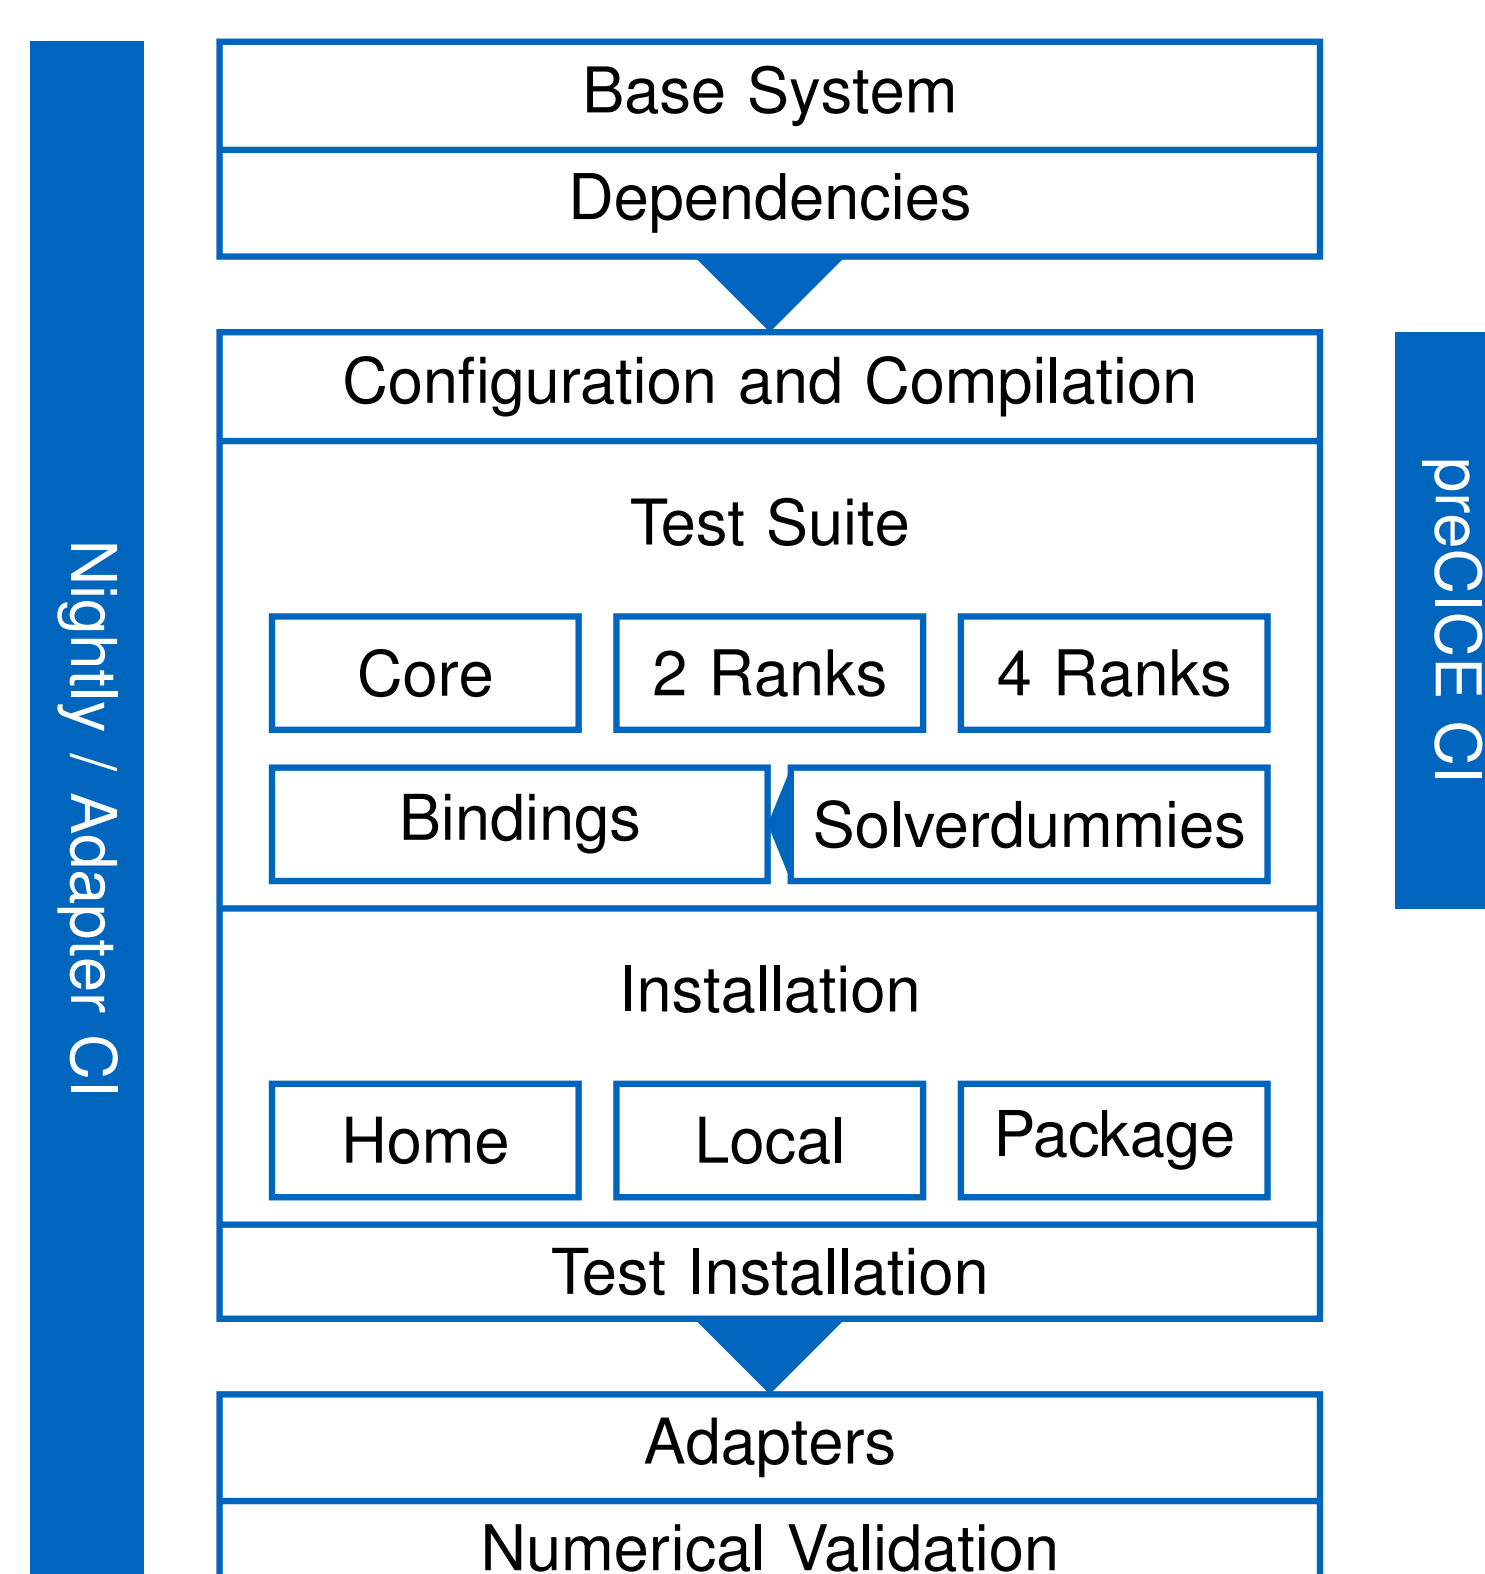 Base System
Dependencies
Configuration and Compilation
Test Suite
Core
2 Ranks
4 Ranks
Bindings
Solverdummies
Installation
Home
Local
Package
Test Installation
Adapters
Numerical Validation
Nightly / Adapter CI
preCICE CI